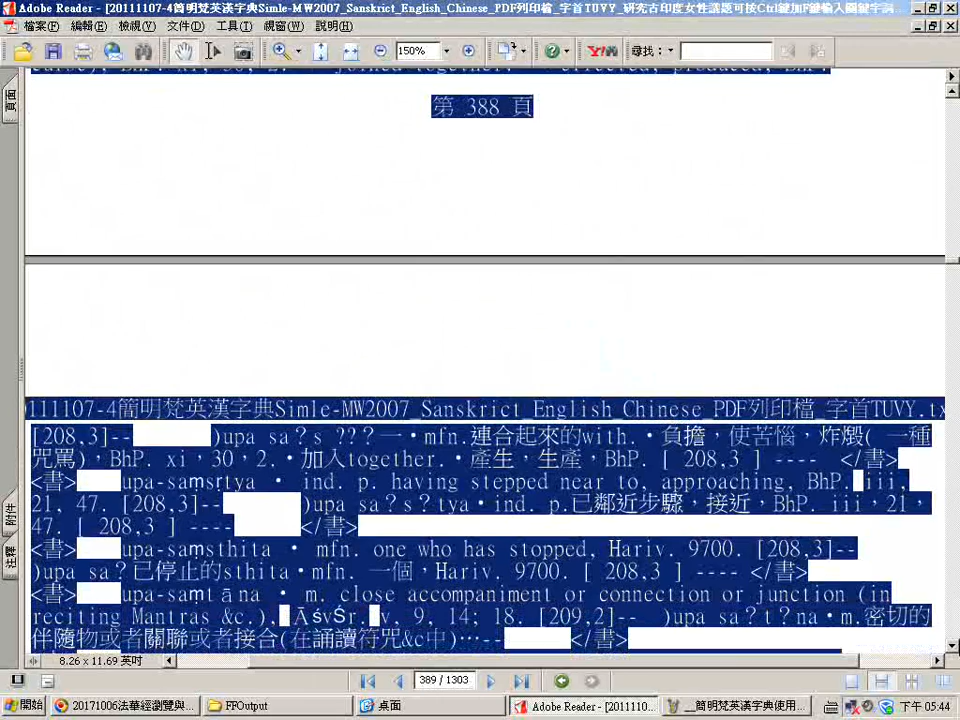 Adobe Reader - [20111107-4簡明梵英漢字典Simle-MW2007_Sanskrict_English_Chinese_PDF列印檔_字首TUVY_研究古印度女性議題可按Ctrl鍵加F鍵輸入關鍵字詞
檔案(F) 編輯(E) 檢視(V) 文件(D) 工具(T) 視窗(W) 說明(H)
150% Y! 尋找：
頁面
第 388 頁
111107-4簡明梵英漢字典Simle-MW2007_Sanskrict_English_Chinese_PDF列印檔_字首TUVY.tx
[208,3]-- )upa sa？s ??？一‧mfn.連合起來的with.‧負擔，使苦惱，炸燬( 一種
咒罵)，BhP. xi，30，2.‧加入together.‧產生，生產，BhP. [ 208,3 ] ---- </書>
<書> upa-saṃsṛtya ‧ ind. p. having stepped near to, approaching, BhP. iii,
21, 47. [208,3]-- )upa sa？s？tya‧ind. p.已鄰近步驟，接近，BhP. iii，21，
47. [ 208,3 ] ---- </書>
<書> upa-saṃsthita ‧ mfn. one who has stopped, Hariv. 9700. [208,3]--
)upa sa？已停止的sthita‧mfn. 一個，Hariv. 9700. [ 208,3 ] ---- </書>
<書> upa-saṃtāna ‧ m. close accompaniment or connection or junction (in
reciting Mantras &c.), ĀśvŚr. v, 9, 14; 18. [209,2]-- )upa sa？t？na‧m.密切的
伴隨物或者關聯或者接合(在誦讀符咒&c中)…-- </書>
附件
注釋
8.26 x 11.69 英吋
389 / 1303
開始 20171006法華經瀏覽與... FFOutput 桌面 Adobe Reader - [201110... __簡明梵英漢字典使用... 下午 05:44